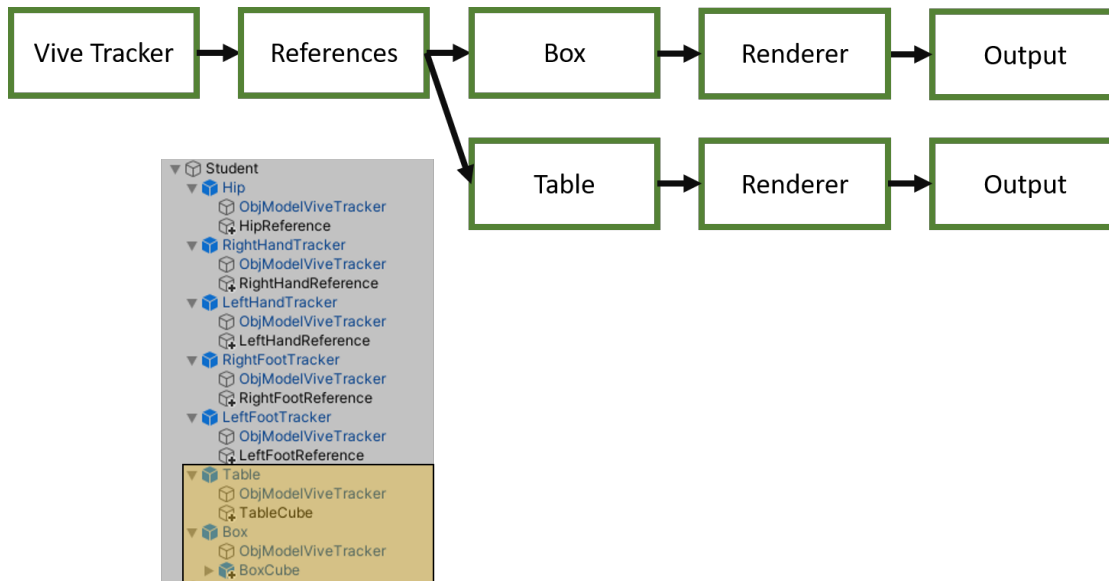 Vive Tracker
References
Box
Renderer
Output
Table
Renderer
Output
Student
Hip
ObjModelViveTracker
HipReference
RightHandTracker
ObjModelViveTracker
RightHandReference
LeftHandTracker
ObjModelViveTracker
LeftHandReference
RightFootTracker
ObjModelViveTracker
RightFootReference
LeftFootTracker
ObjModelViveTracker
LeftFootReference
Table
ObjModelViveTracker
TableCube
Box
ObjModelViveTracker
BoxCube